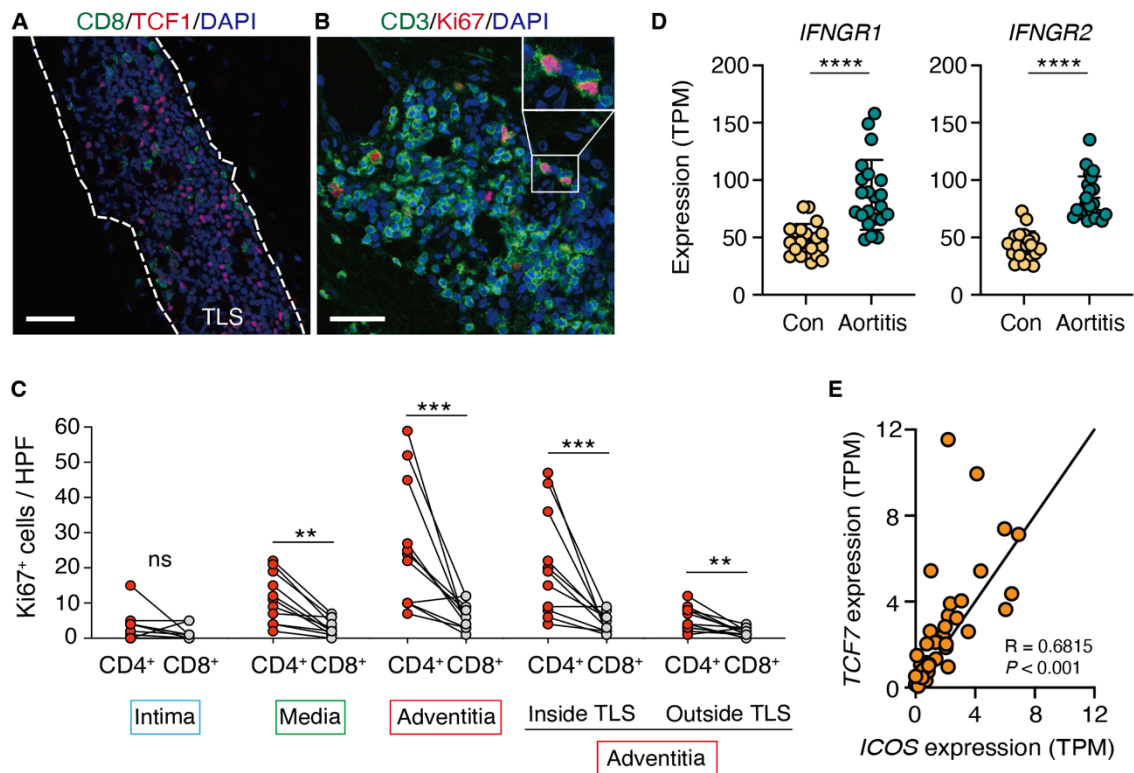 A
CD8/TCF1/DAPI
TLS
B
CD3/Ki67/DAPI
D
IFNGR1
IFNGR2
****
****
Expression (TPM)
200
150
100
50
0
Con Aortitis
200
150
100
50
0
Con Aortitis
C
Ki67⁺ cells / HPF
60
50
40
30
20
10
0
ns
**
***
***
**
CD4⁺ CD8⁺ CD4⁺ CD8⁺ CD4⁺ CD8⁺ CD4⁺ CD8⁺ CD4⁺ CD8⁺
Intima Media Adventitia Inside TLS Outside TLS
Adventitia
E
TCF7 expression (TPM)
12
8
4
0
R = 0.6815
P < 0.001
0 4 8 12
ICOS expression (TPM)